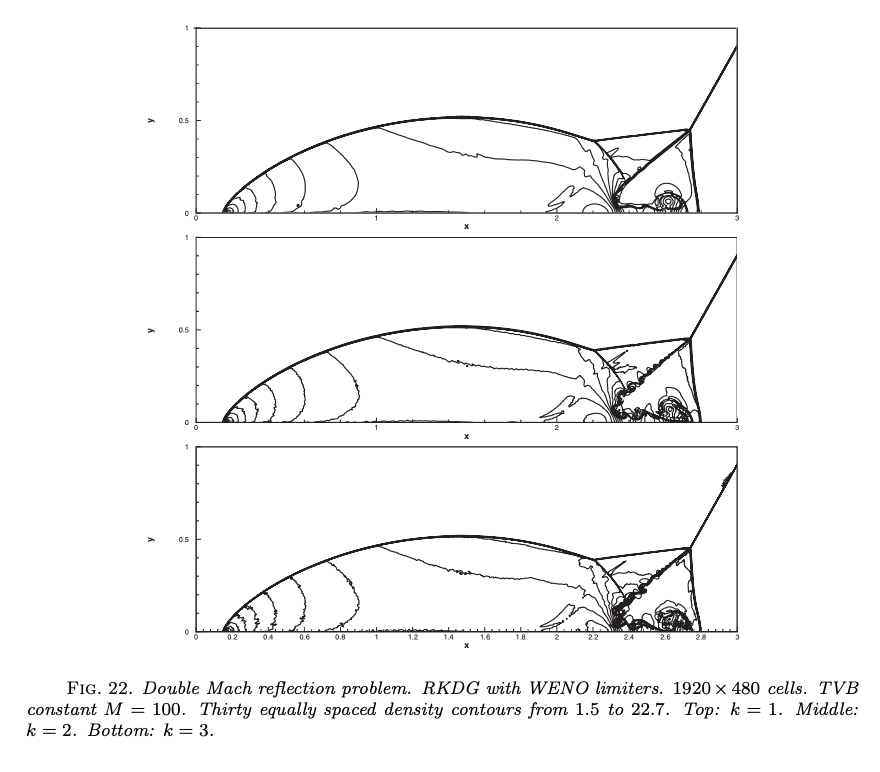 1
y
0.5
0
0 1 2 3
x
1
y
0.5
0
0 1 2 3
x
1
y
0.5
0
0 0.2 0.4 0.6 0.8 1 1.2 1.4 1.6 1.8 2 2.2 2.4 2.6 2.8 3
x
FIG. 22. Double Mach reflection problem. RKDG with WENO limiters. 1920 × 480 cells. TVB
constant M = 100. Thirty equally spaced density contours from 1.5 to 22.7. Top: k = 1. Middle:
k = 2. Bottom: k = 3.